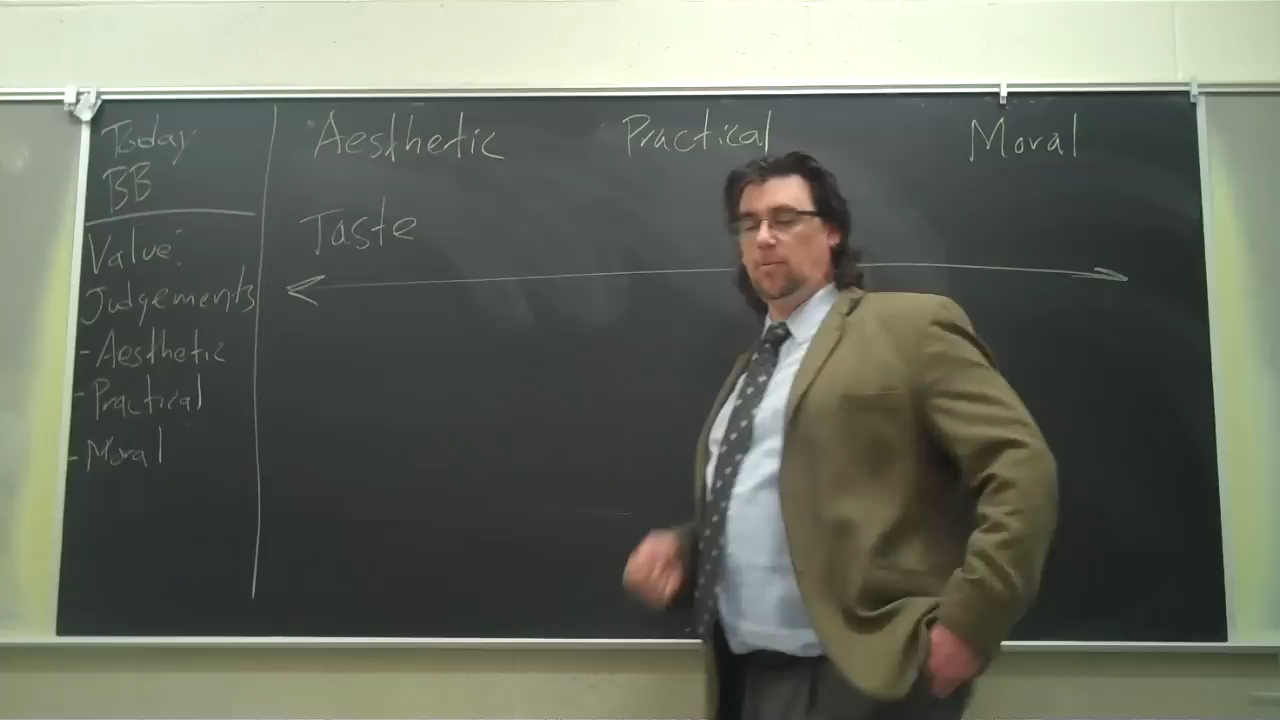 Today
BB
Value
Judgements
- Aesthetic
- Practical
- Moral
Aesthetic Practical Moral
Taste